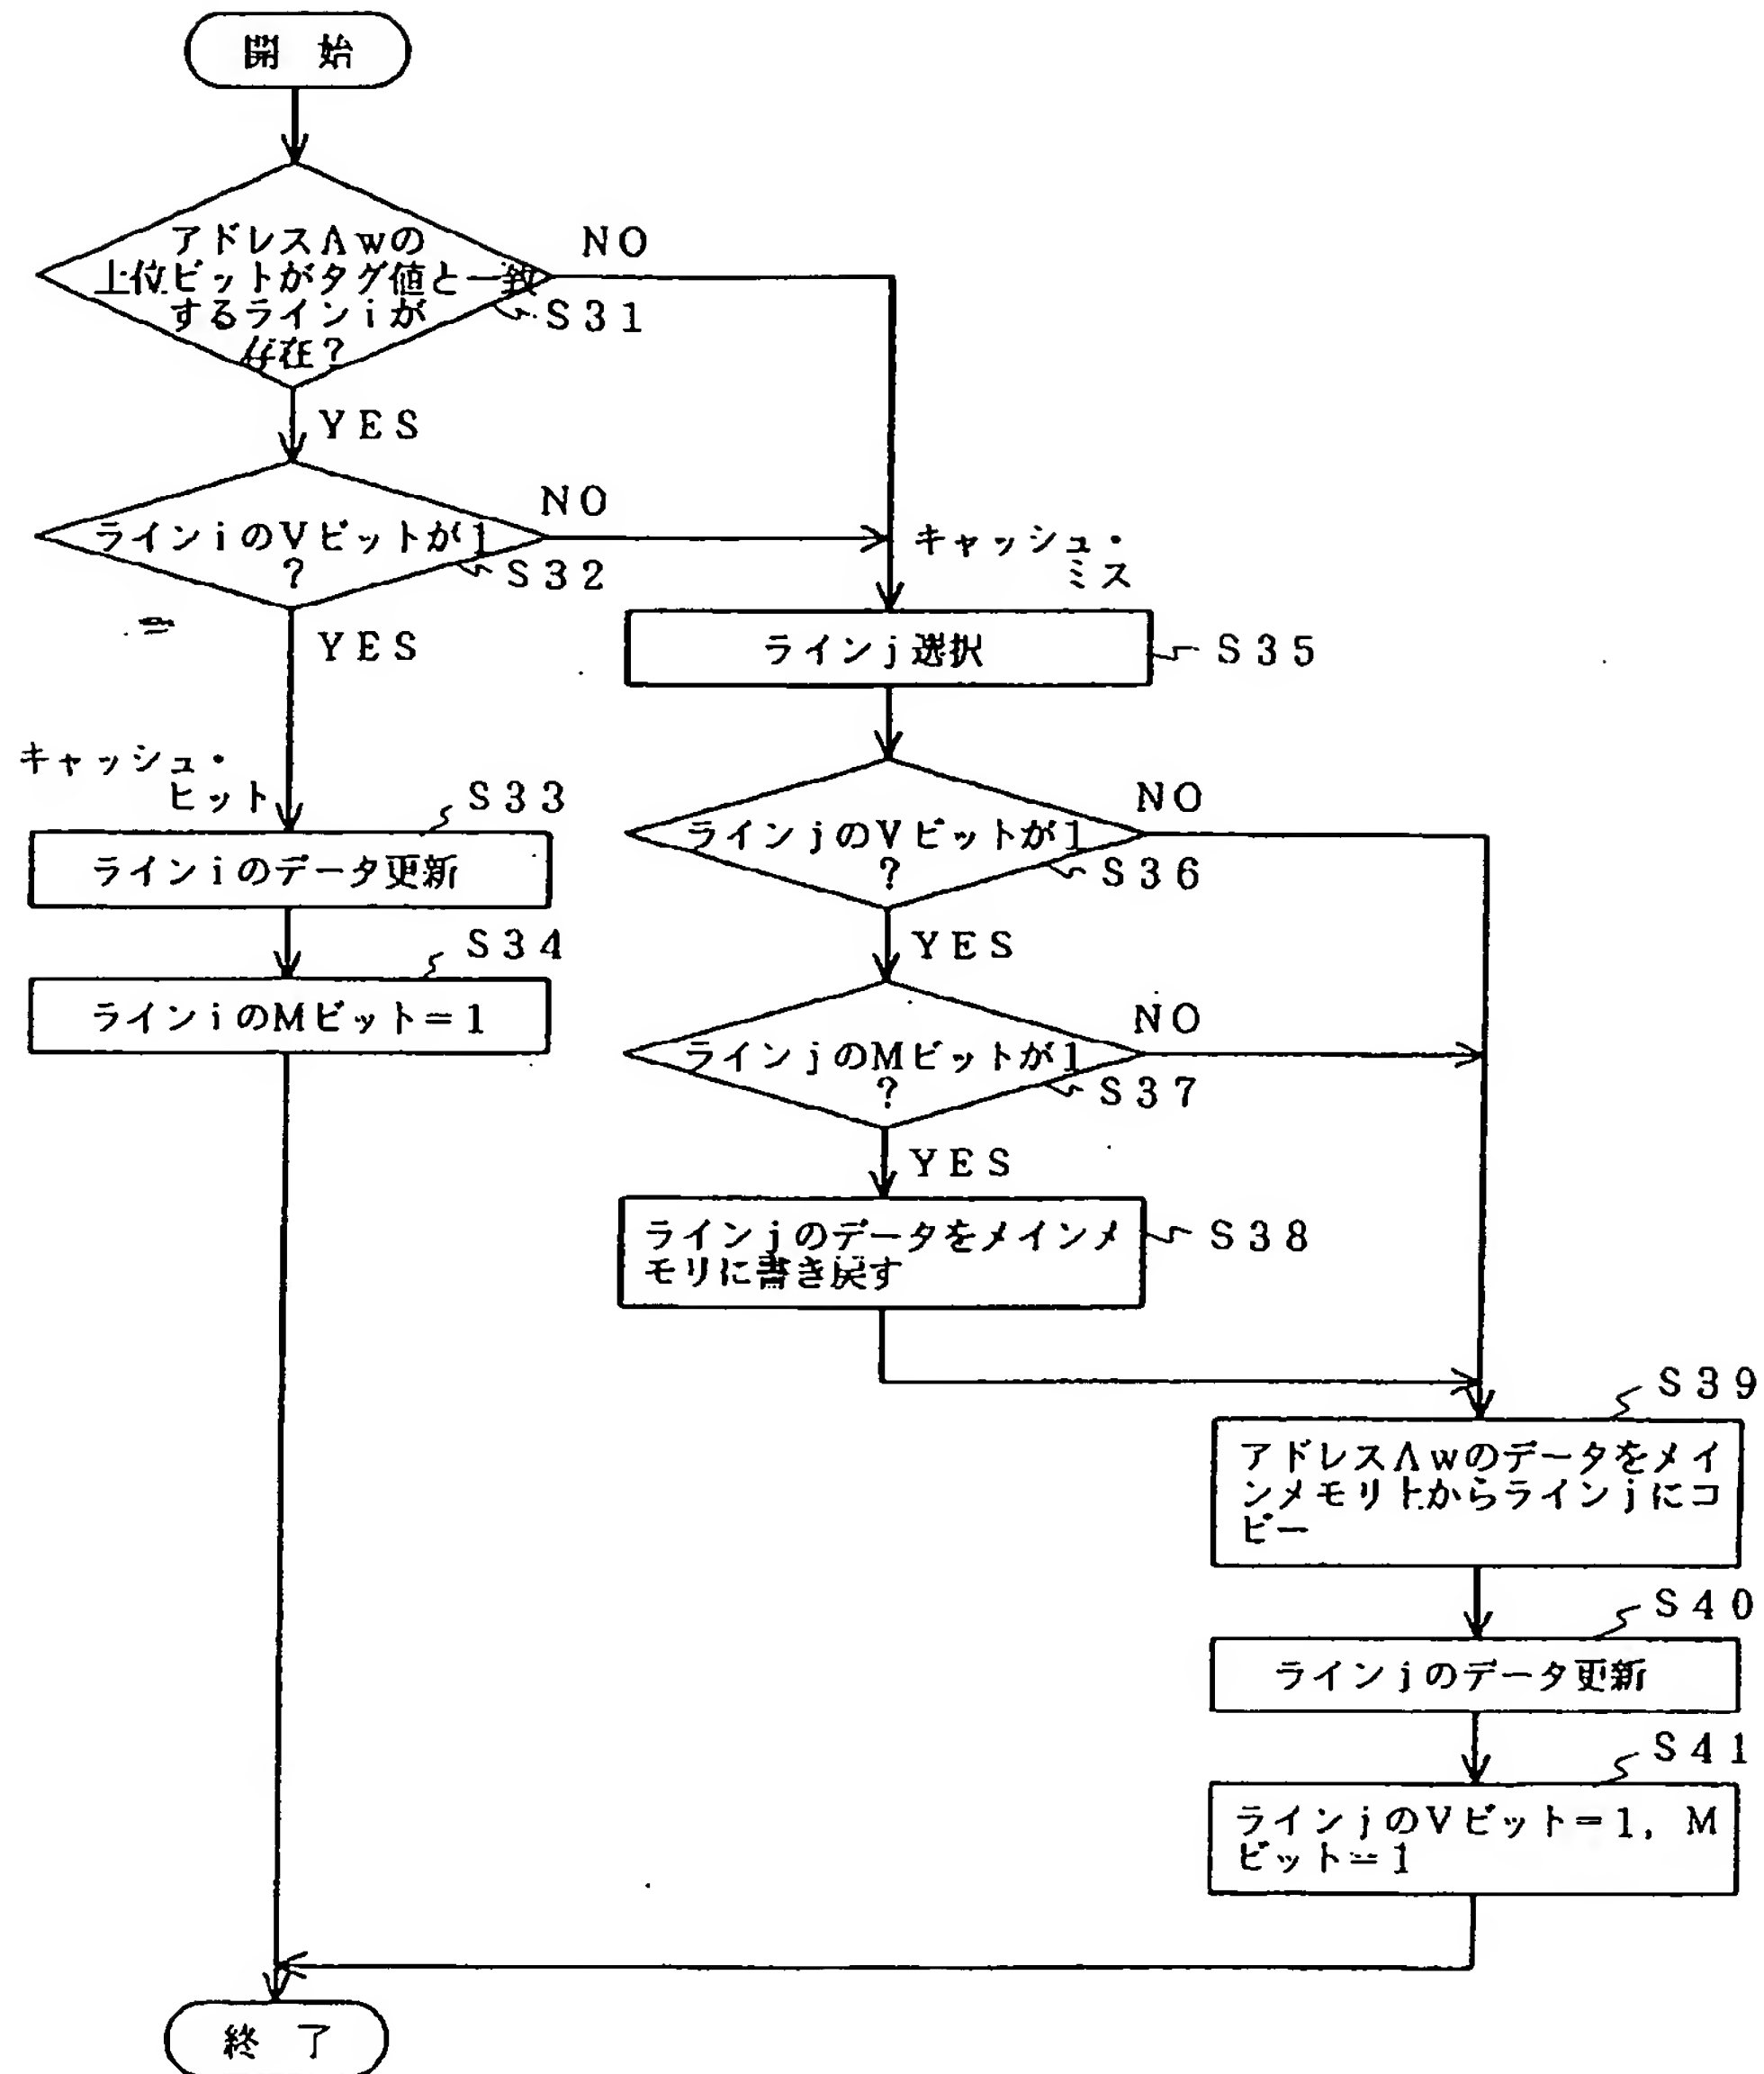 開 始
アドレスAwの
上位ビットがタグ値と一致
するラインiが
存在?
NO
S31
YES
ラインiのVビットが1
?
NO
S32
YES
キャッシュ・
ミス
ラインj選択
S35
キャッシュ・
ヒット
S33
ラインiのデータ更新
S34
ラインiのMビット=1
ラインjのVビットが1
?
NO
S36
YES
ラインjのMビットが1
?
NO
S37
YES
ラインjのデータをメインメ
モリに書き戻す
S38
S39
アドレスAwのデータをメイ
ンメモリ上からラインjにコ
ピー
S40
ラインjのデータ更新
S41
ラインjのVビット=1, M
ビット=1
終 了